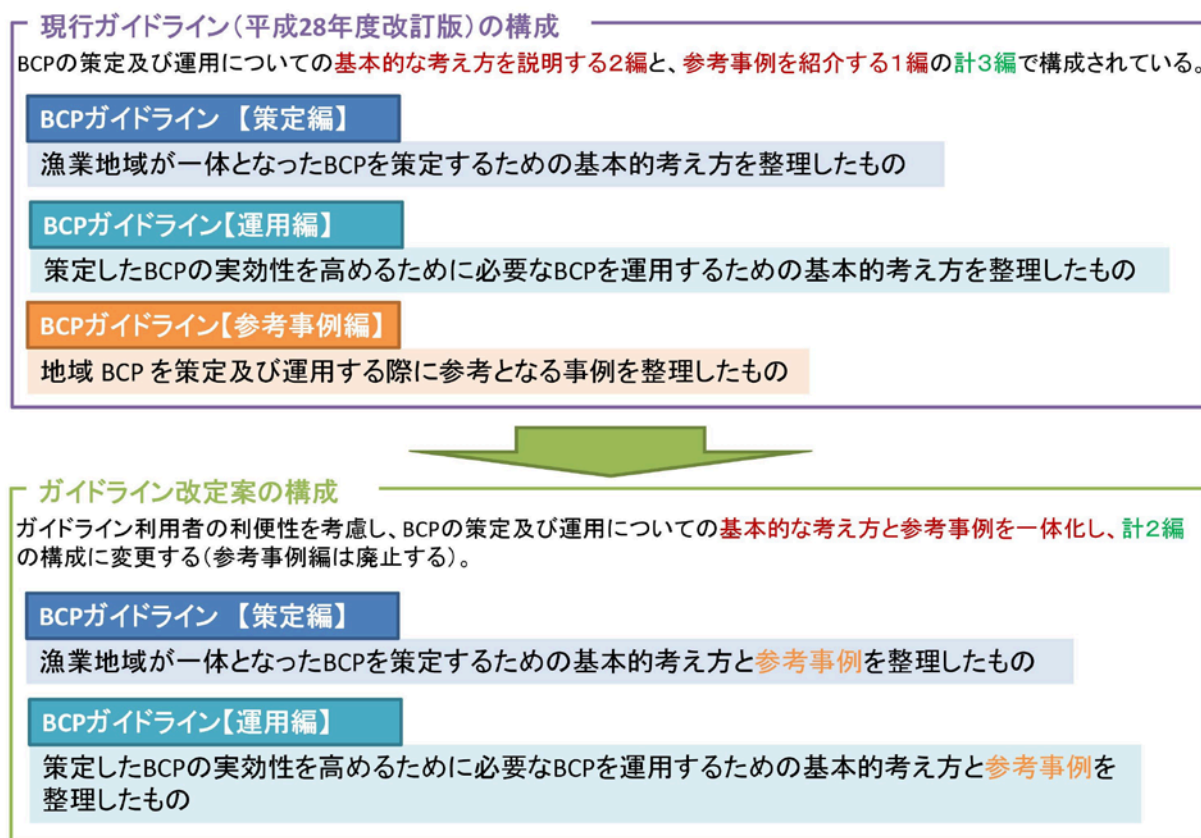 現行ガイドライン(平成28年度改訂版)の構成
BCPの策定及び運用についての基本的な考え方を説明する2編と、参考事例を紹介する1編の計3編で構成されている。
BCPガイドライン 【策定編】
漁業地域が一体となったBCPを策定するための基本的考え方を整理したもの
BCPガイドライン【運用編】
策定したBCPの実効性を高めるために必要なBCPを運用するための基本的考え方を整理したもの
BCPガイドライン【参考事例編】
地域 BCP を策定及び運用する際に参考となる事例を整理したもの
ガイドライン改定案の構成
ガイドライン利用者の利便性を考慮し、BCPの策定及び運用についての基本的な考え方と参考事例を一体化し、計2編
の構成に変更する(参考事例編は廃止する)。
BCPガイドライン 【策定編】
漁業地域が一体となったBCPを策定するための基本的考え方と参考事例を整理したもの
BCPガイドライン【運用編】
策定したBCPの実効性を高めるために必要なBCPを運用するための基本的考え方と参考事例を
整理したもの